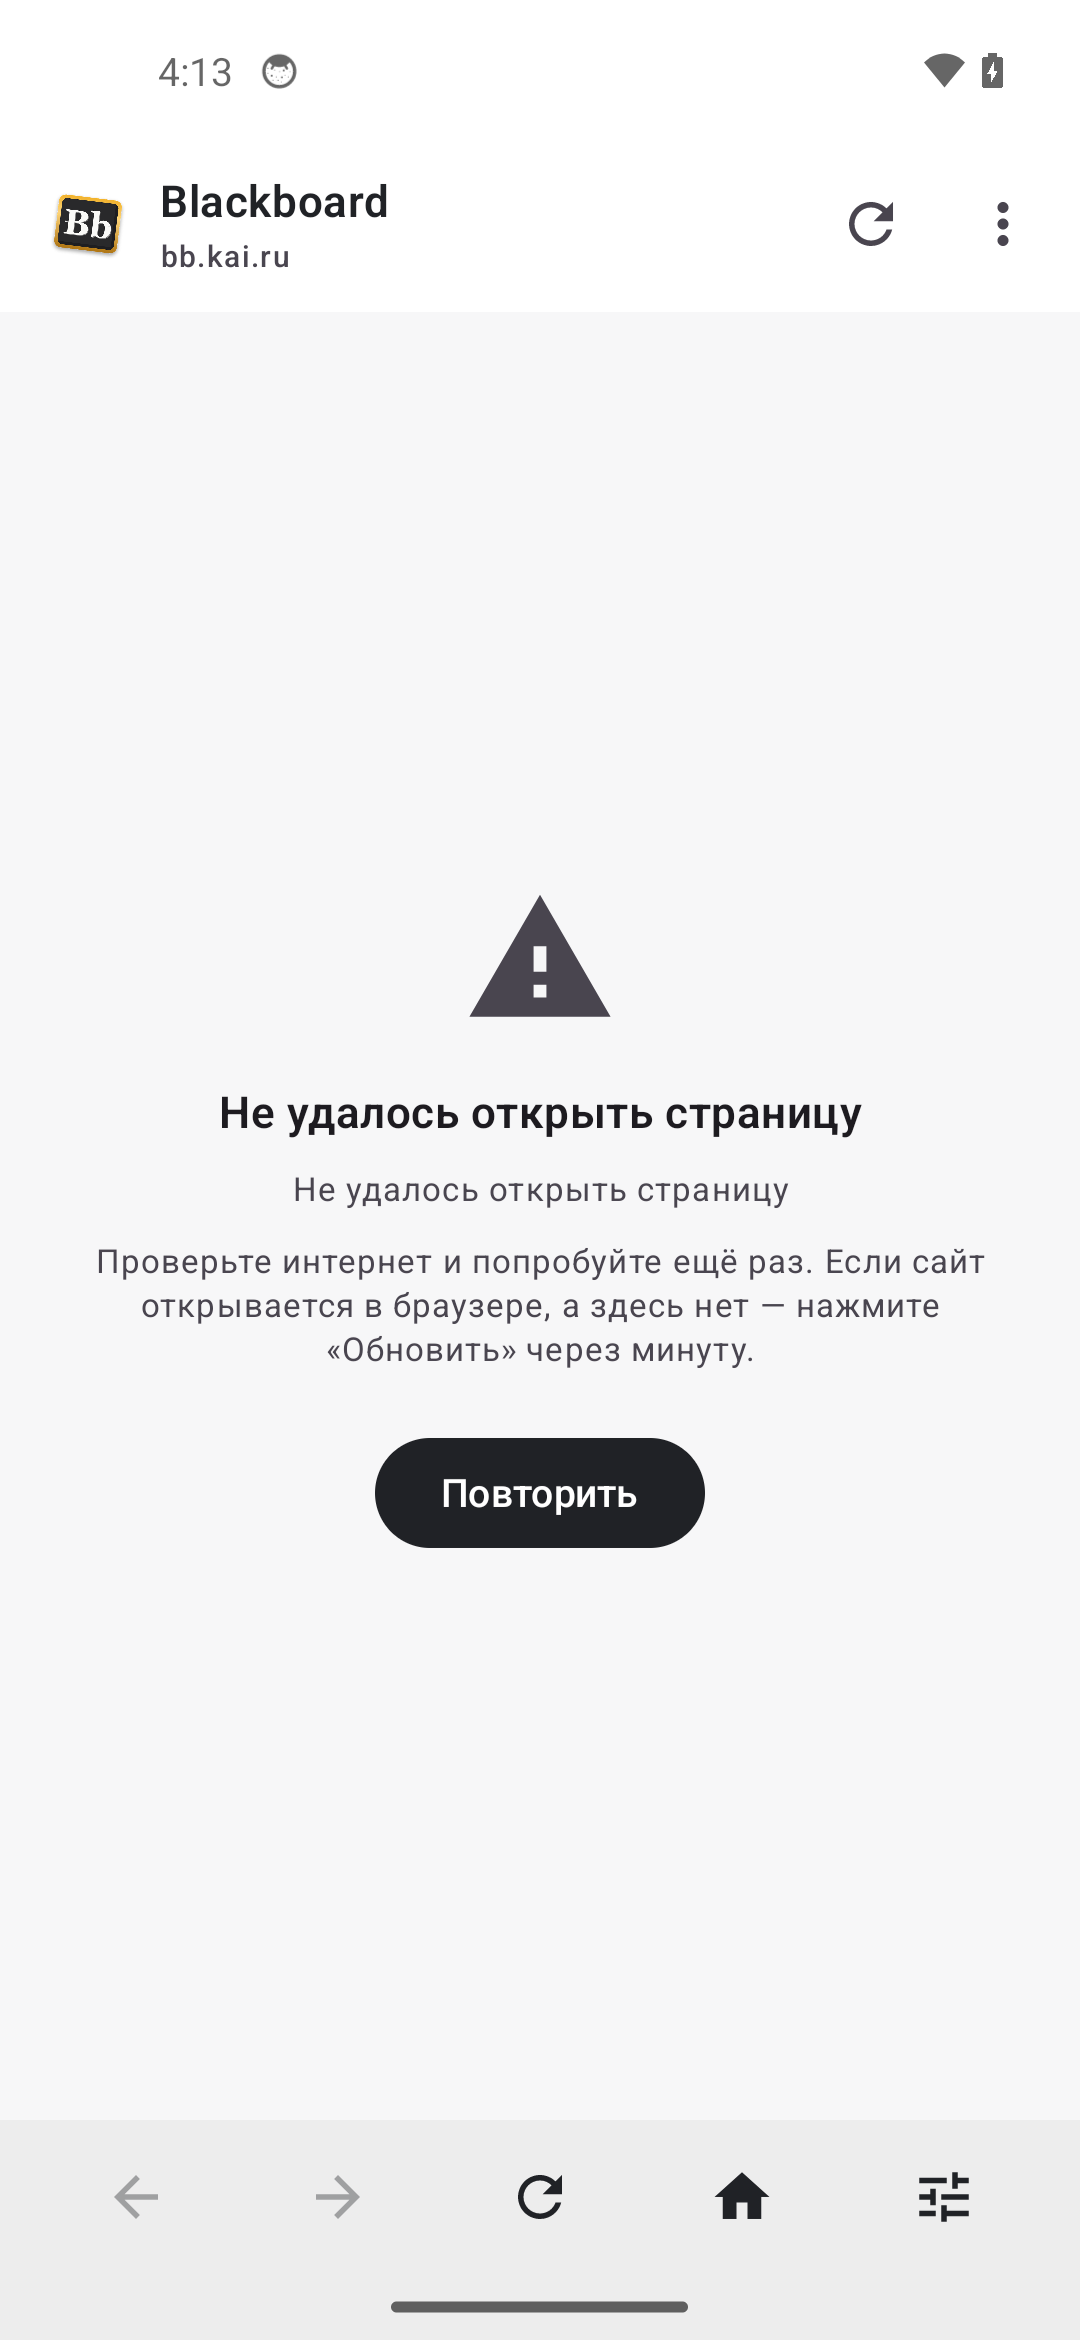 4:13
Bb
Blackboard
bb.kai.ru
Не удалось открыть страницу
Не удалось открыть страницу
Проверьте интернет и попробуйте ещё раз. Если сайт
открывается в браузере, а здесь нет — нажмите
«Обновить» через минуту.
Повторить